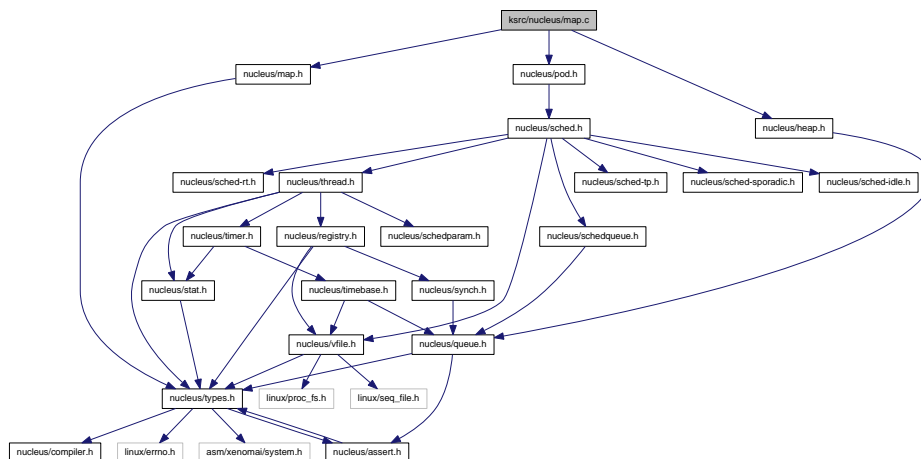 ksrc/nucleus/map.c
nucleus/map.h
nucleus/pod.h
nucleus/sched.h
nucleus/heap.h
nucleus/sched-rt.h
nucleus/thread.h
nucleus/sched-tp.h
nucleus/sched-sporadic.h
nucleus/sched-idle.h
nucleus/timer.h
nucleus/registry.h
nucleus/schedparam.h
nucleus/schedqueue.h
nucleus/stat.h
nucleus/timebase.h
nucleus/synch.h
nucleus/vfile.h
nucleus/queue.h
nucleus/types.h
linux/proc_fs.h
linux/seq_file.h
nucleus/compiler.h
linux/errno.h
asm/xenomai/system.h
nucleus/assert.h